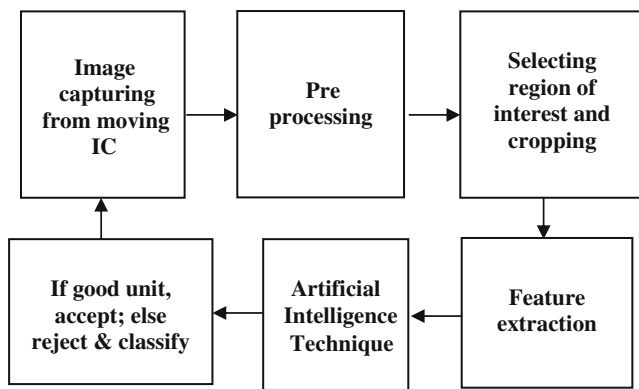 Image
capturing
from moving
IC
Pre
processing
Selecting
region of
interest and
cropping
Feature
extraction
Artificial
Intelligence
Technique
If good unit,
accept; else
reject & classify